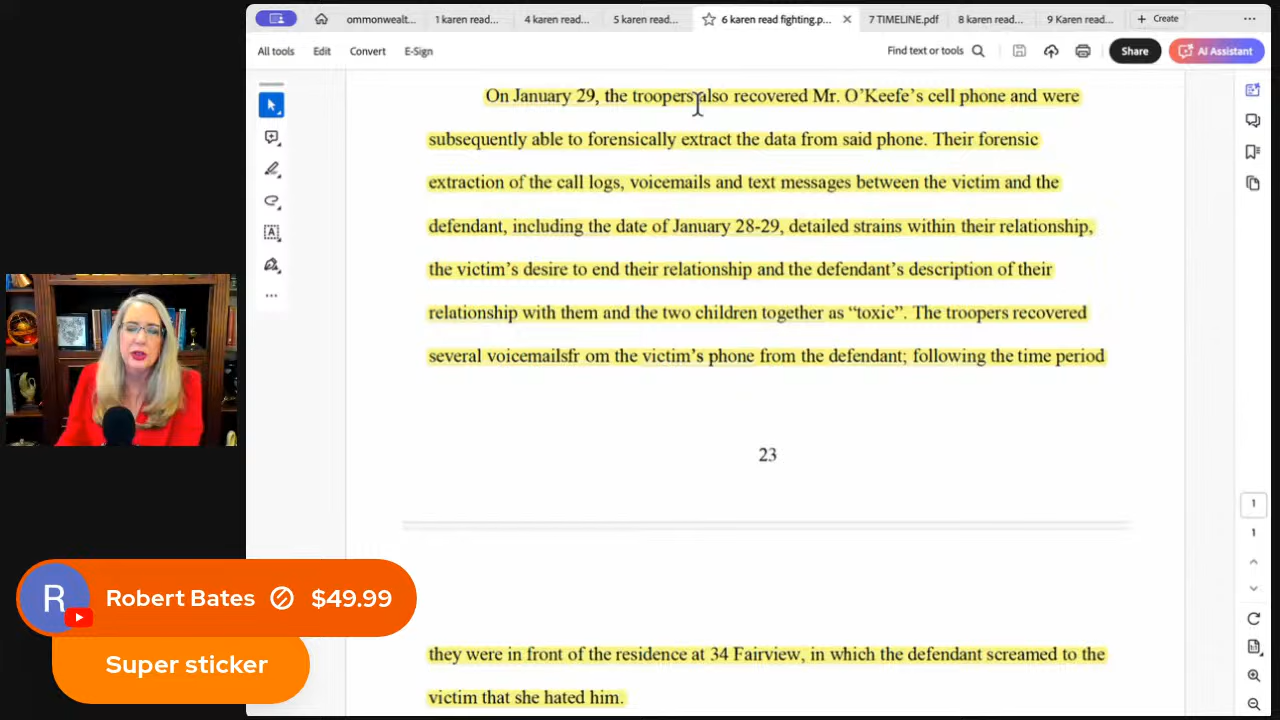 ommonwealt...
1 karen read...
4 karen read...
5 karen read...
6 karen read fighting.p...
7 TIMELINE.pdf
8 karen read...
9 Karen read...
Create
All tools
Edit
Convert
E-Sign
Find text or tools
Share
AI Assistant
On January 29, the troopers also recovered Mr. O'Keefe's cell phone and were
subsequently able to forensically extract the data from said phone. Their forensic
extraction of the call logs, voicemails and text messages between the victim and the
defendant, including the date of January 28-29, detailed strains within their relationship,
the victim's desire to end their relationship and the defendant's description of their
relationship with them and the two children together as "toxic". The troopers recovered
several voicemailsfr om the victim's phone from the defendant; following the time period
23
they were in front of the residence at 34 Fairview, in which the defendant screamed to the
victim that she hated him.
1
1
R
Robert Bates $49.99
Super sticker